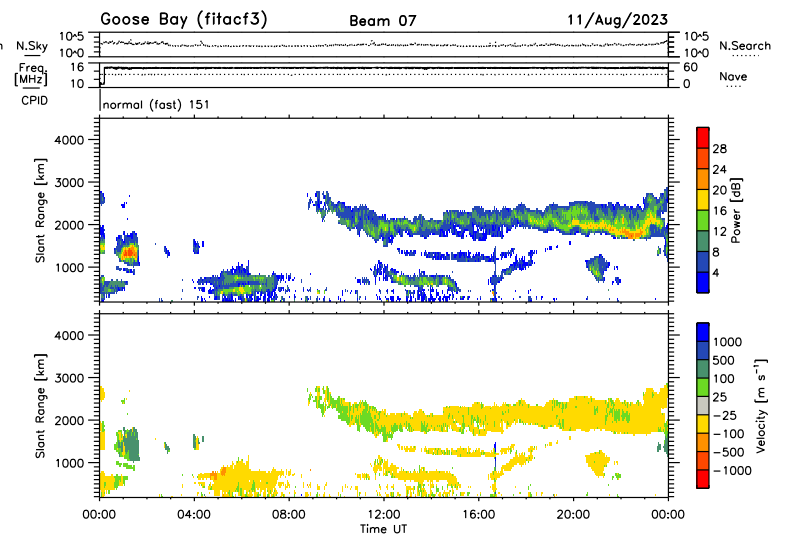 Goose Bay (fitacf3) Beam 07 11/Aug/2023
n N.Sky 10^5 10^5 N.Search
10^0 10^0
Freq. 16 60 Nave
[MHz] 10 0
CPID normal (fast) 151
Slant Range [km]
4000
3000
2000
1000
28
24
20
16
12
8
4
Power [dB]
Slant Range [km]
4000
3000
2000
1000
1000
500
100
25
−25
−100
−500
−1000
Velocity [m s⁻¹]
00:00 04:00 08:00 12:00 16:00 20:00 00:00
Time UT